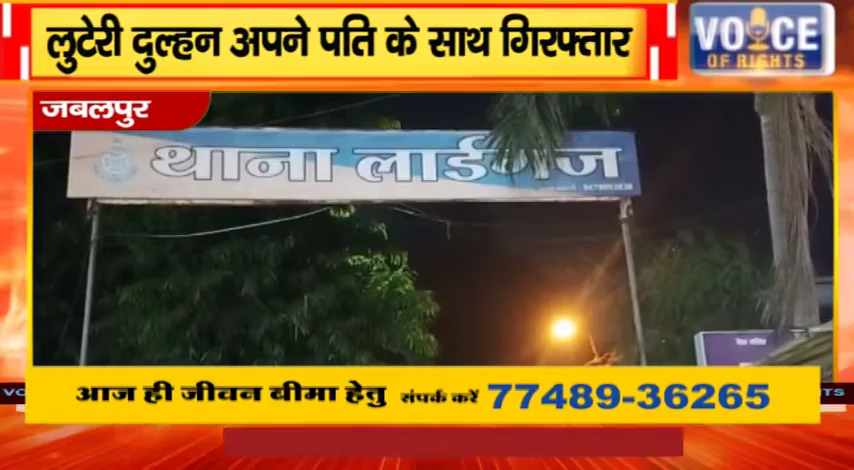 लुटेरी दुल्हन अपने पति के साथ गिरफ्तार
VOICE
OF RIGHTS
जबलपुर
थाना लार्डगंज
आज ही जीवन बीमा हेतु संपर्क करें 77489-36265